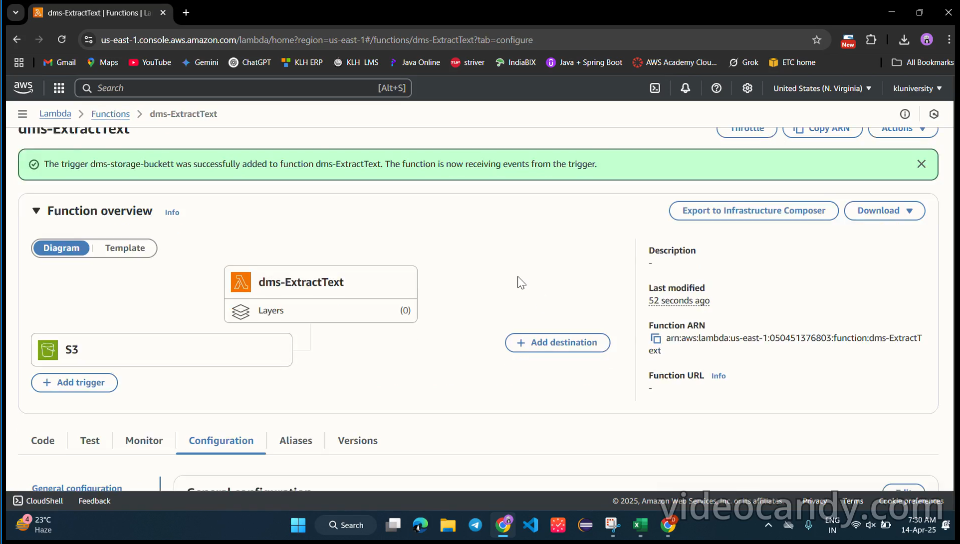 dms-ExtractText | Functions | La
us-east-1.console.aws.amazon.com/lambda/home?region=us-east-1#/functions/dms-ExtractText?tab=configure
New
Gmail Maps YouTube Gemini ChatGPT KLH ERP KLH LMS Java Online striver IndiaBIX Java + Spring Boot AWS Academy Clou... Grok ETC home All Bookmarks
aws Search [Alt+S] United States (N. Virginia) kluniversity
Lambda Functions dms-ExtractText
dms-ExtractText Throttle Copy ARN Actions
The trigger dms-storage-buckett was successfully added to function dms-ExtractText. The function is now receiving events from the trigger.
Function overview Info Export to Infrastructure Composer Download
Diagram Template
Description
-
dms-ExtractText
Layers (0)
Last modified
52 seconds ago
S3
+ Add destination
+ Add trigger
Function ARN
arn:aws:lambda:us-east-1:050451376803:function:dms-ExtractT
ext
Function URL Info
-
Code Test Monitor Configuration Aliases Versions
General configuration General configuration Edit
CloudShell Feedback © 2025, Amazon Web Services, Inc. or its affiliates. Privacy Terms Cookie preferences
videocandy.com
23°C
Haze
Search
ENG
IN
7:30 AM
14-Apr-25